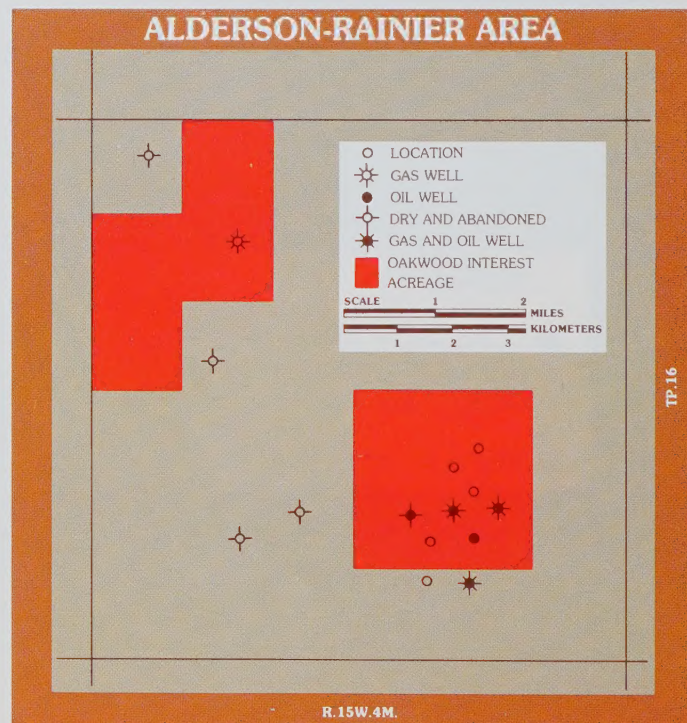 ALDERSON-RAINIER AREA
LOCATION
GAS WELL
OIL WELL
DRY AND ABANDONED
GAS AND OIL WELL
OAKWOOD INTEREST
ACREAGE
SCALE 1 2
MILES
KILOMETERS
1 2 3
TP.16
R.15W.4M.